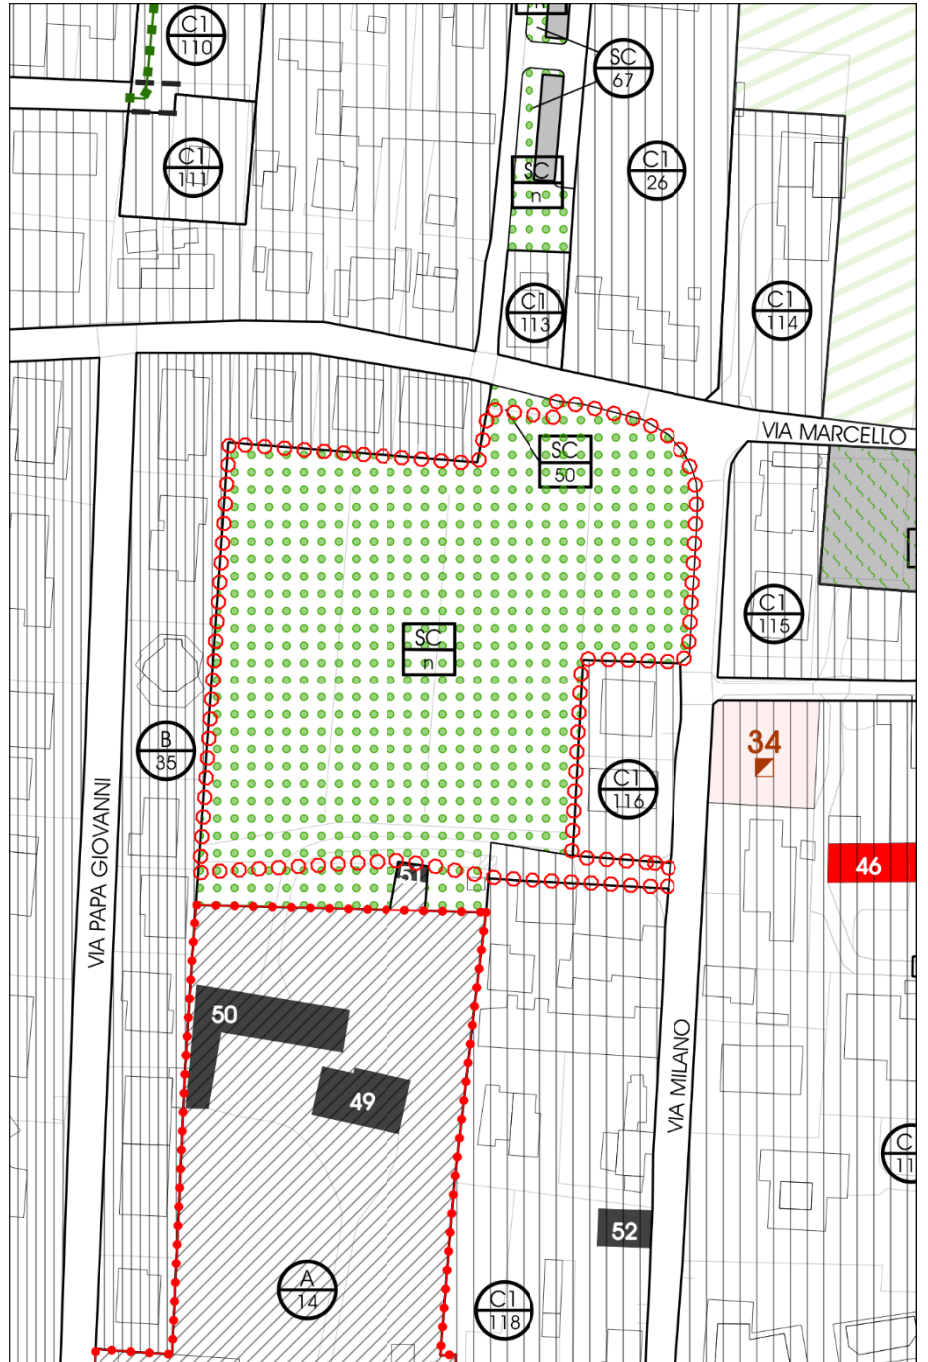 C1
110
SC
67
C1
111
SC
n
C1
26
C1
113
C1
114
VIA MARCELLO
SC
50
C1
115
SC
n
B
35
34
C1
116
46
51
VIA PAPA GIOVANNI
50
49
VIA MILANO
52
A
14
C1
118